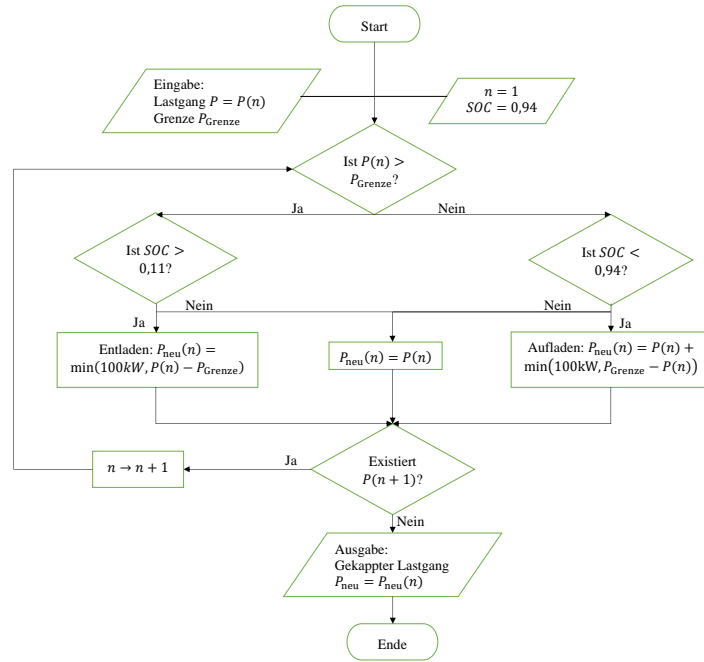 Start
Eingabe:
Lastgang P = P(n)
Grenze P_Grenze
n = 1
SOC = 0,94
Ist P(n) >
P_Grenze?
Ja
Nein
Ist SOC >
0,11?
Ist SOC <
0,94?
Nein
Nein
Ja
Ja
Entladen: P_neu(n) =
min(100kW, P(n) − P_Grenze)
P_neu(n) = P(n)
Aufladen: P_neu(n) = P(n) +
min(100kW, P_Grenze − P(n))
Ja
n → n + 1
Existiert
P(n + 1)?
Nein
Ausgabe:
Gekappter Lastgang
P_neu = P_neu(n)
Ende